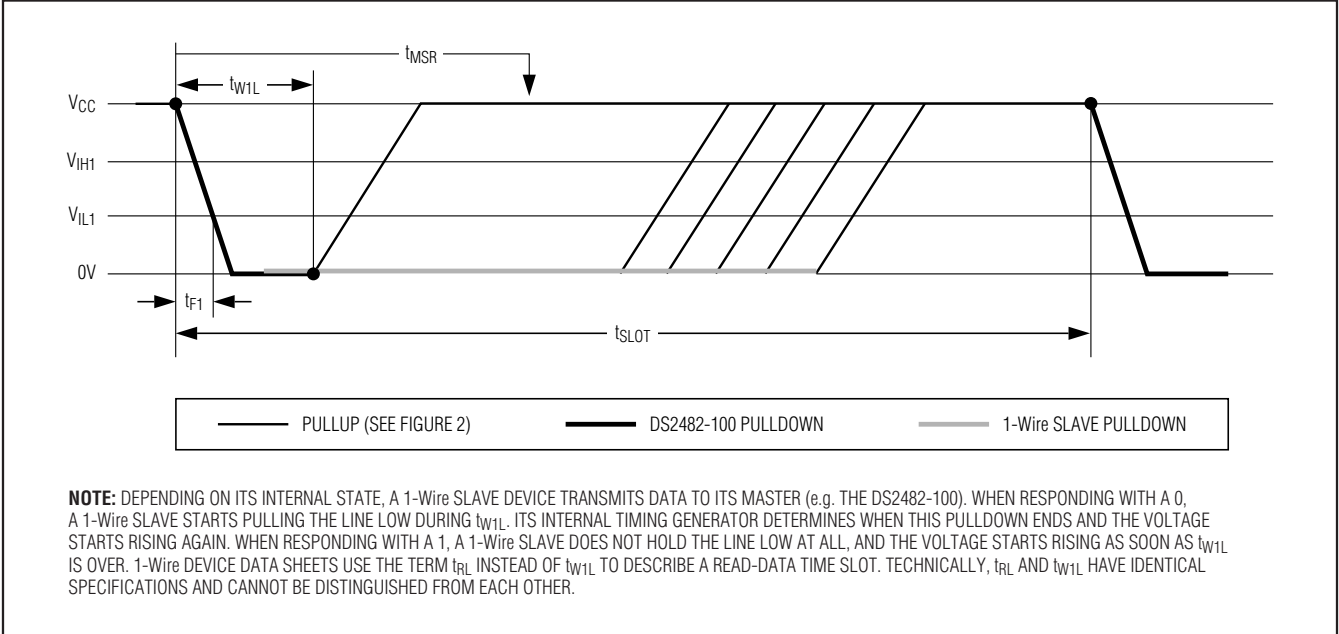 tMSR
tW1L
VCC
VIH1
VIL1
0V
tF1
tSLOT
PULLUP (SEE FIGURE 2) DS2482-100 PULLDOWN 1-Wire SLAVE PULLDOWN
NOTE: DEPENDING ON ITS INTERNAL STATE, A 1-Wire SLAVE DEVICE TRANSMITS DATA TO ITS MASTER (e.g. THE DS2482-100). WHEN RESPONDING WITH A 0,
A 1-Wire SLAVE STARTS PULLING THE LINE LOW DURING tW1L. ITS INTERNAL TIMING GENERATOR DETERMINES WHEN THIS PULLDOWN ENDS AND THE VOLTAGE
STARTS RISING AGAIN. WHEN RESPONDING WITH A 1, A 1-Wire SLAVE DOES NOT HOLD THE LINE LOW AT ALL, AND THE VOLTAGE STARTS RISING AS SOON AS tW1L
IS OVER. 1-Wire DEVICE DATA SHEETS USE THE TERM tRL INSTEAD OF tW1L TO DESCRIBE A READ-DATA TIME SLOT. TECHNICALLY, tRL AND tW1L HAVE IDENTICAL
SPECIFICATIONS AND CANNOT BE DISTINGUISHED FROM EACH OTHER.